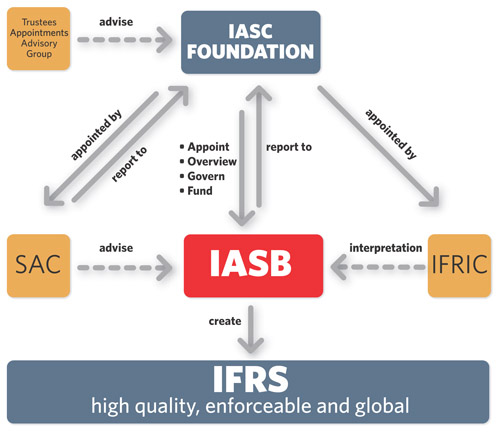 Trustees
Appointments
Advisory
Group
advise
IASC
FOUNDATION
appointed by
report to
• Appoint
• Overview
• Govern
• Fund
report to
appointed by
SAC
advise
IASB
interpretation
IFRIC
create
IFRS
high quality, enforceable and global